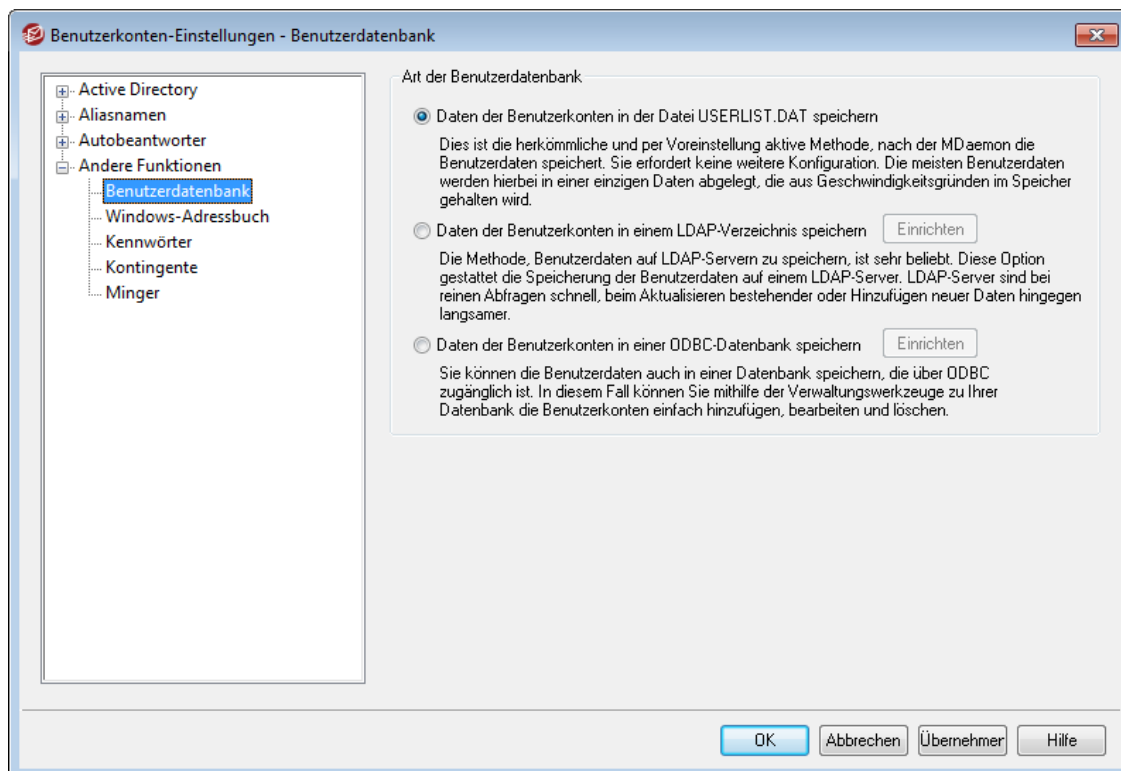 Benutzerkonten-Einstellungen - Benutzerdatenbank
Active Directory
Aliasnamen
Autobeantworter
Andere Funktionen
Benutzerdatenbank
Windows-Adressbuch
Kennwörter
Kontingente
Minger
Art der Benutzerdatenbank
Daten der Benutzerkonten in der Datei USERLIST.DAT speichern
Dies ist die herkömmliche und per Voreinstellung aktive Methode, nach der MDaemon die
Benutzerdaten speichert. Sie erfordert keine weitere Konfiguration. Die meisten Benutzerdaten
werden hierbei in einer einzigen Daten abgelegt, die aus Geschwindigkeitsgründen im Speicher
gehalten wird.
Daten der Benutzerkonten in einem LDAP-Verzeichnis speichern Einrichten
Die Methode, Benutzerdaten auf LDAP-Servern zu speichern, ist sehr beliebt. Diese Option
gestattet die Speicherung der Benutzerdaten auf einem LDAP-Server. LDAP-Server sind bei
reinen Abfragen schnell, beim Aktualisieren bestehender oder Hinzufügen neuer Daten hingegen
langsamer.
Daten der Benutzerkonten in einer ODBC-Datenbank speichern Einrichten
Sie können die Benutzerdaten auch in einer Datenbank speichern, die über ODBC
zugänglich ist. In diesem Fall können Sie mithilfe der Verwaltungswerkzeuge zu Ihrer
Datenbank die Benutzerkonten einfach hinzufügen, bearbeiten und löschen.
OK Abbrechen Übernehmer Hilfe